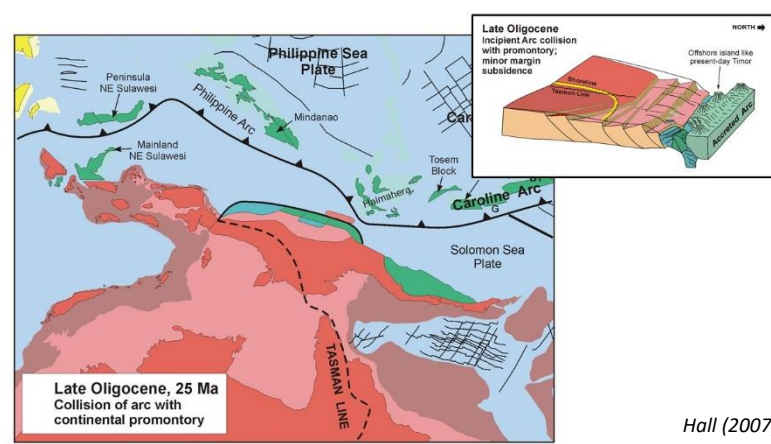 Late Oligocene
Incipient Arc collision
with promontory;
minor margin
subsidence
NORTH
Offshore island like
present-day Timor
Shoreline
Tasman Line
Accreted Arc
Philippine Sea
Plate
Peninsula
NE Sulawesi
Philippine Arc
Mindanao
Mainland
NE Sulawesi
Tosem
Block
Halmahera
Caroline Arc
G
Solomon Sea
Plate
TASMAN LINE
Late Oligocene, 25 Ma
Collision of arc with
continental promontory
Hall (2007